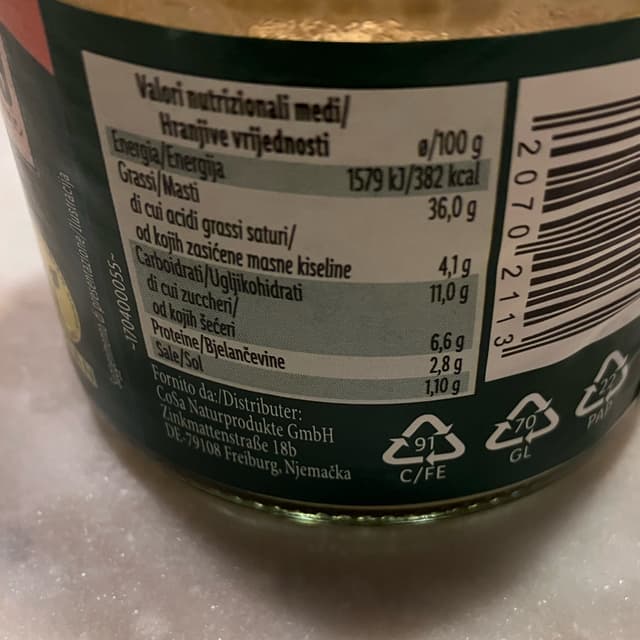 Valori nutrizionali medi/
Hranjive vrijednosti ø/100 g
Energia/Energija 1579 kJ/382 kcal
Grassi/Masti 36,0 g
di cui acidi grassi saturi/
od kojih zasićene masne kiseline 4,1 g
Carboidrati/Ugljikohidrati 11,0 g
di cui zuccheri/
od kojih šećeri 6,6 g
Proteine/Bjelančevine 2,8 g
Sale/Sol 1,10 g
Fornito da:/Distributer:
CoSa Naturprodukte GmbH
Zinkmattenstraße 18b
DE-79108 Freiburg, Njemačka
-170400055-
20702113
91
C/FE
70
GL
22
PAP